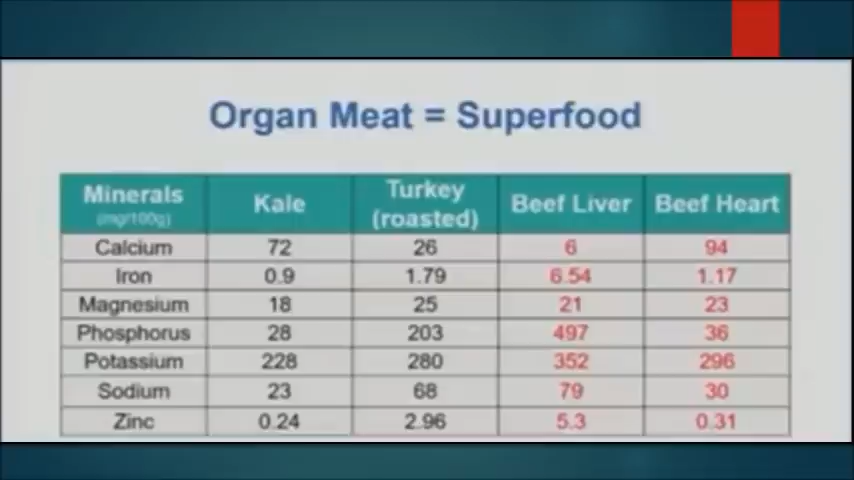 Organ Meat = Superfood
Minerals (mg/100g) Kale Turkey (roasted) Beef Liver Beef Heart
Calcium 72 26 6 94
Iron 0.9 1.79 6.54 1.17
Magnesium 18 25 21 23
Phosphorus 28 203 497 36
Potassium 228 280 352 296
Sodium 23 68 79 30
Zinc 0.24 2.96 5.3 0.31